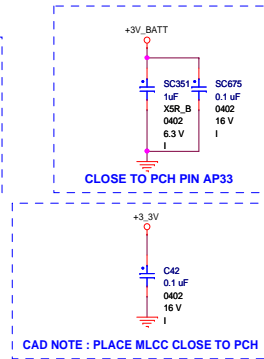 +3V_BATT
SC351 SC675
1uF 0.1 uF
X5R_B 0402
0402 16 V
6.3 V I
I
CLOSE TO PCH PIN AP33
+3_3V
C42
0.1 uF
0402
16 V
I
CAD NOTE : PLACE MLCC CLOSE TO PCH